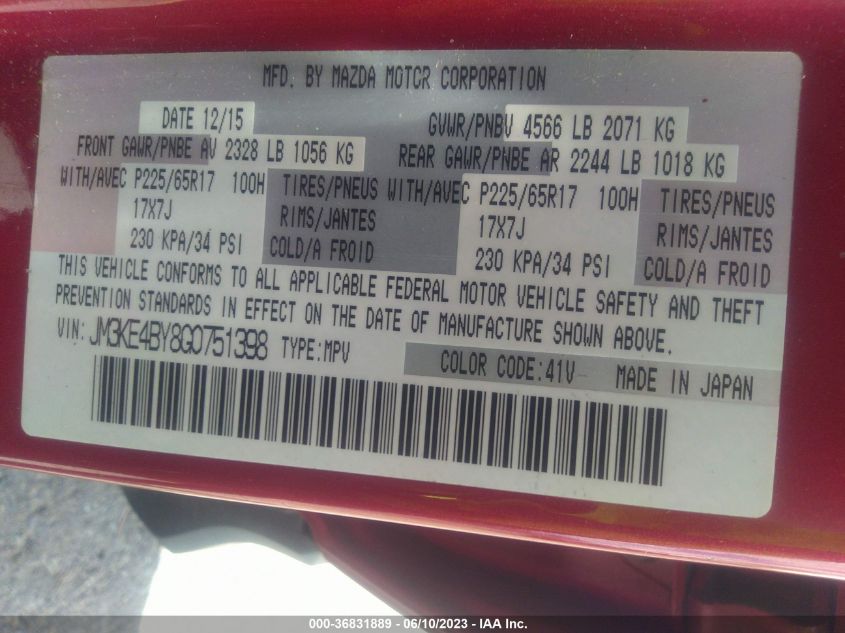 MFD. BY MAZDA MOTOR CORPORATION
DATE 12/15 GVWR/PNBV 4566 LB 2071 KG
FRONT GAWR/PNBE AV 2328 LB 1056 KG REAR GAWR/PNBE AR 2244 LB 1018 KG
WITH/AVEC P225/65R17 100H TIRES/PNEUS WITH/AVEC P225/65R17 100H TIRES/PNEUS
17X7J RIMS/JANTES 17X7J RIMS/JANTES
230 KPA/34 PSI COLD/A FROID 230 KPA/34 PSI COLD/A FROID
THIS VEHICLE CONFORMS TO ALL APPLICABLE FEDERAL MOTOR VEHICLE SAFETY AND THEFT
PREVENTION STANDARDS IN EFFECT ON THE DATE OF MANUFACTURE SHOWN ABOVE.
VIN: JM3KE4BY8G0751398 TYPE:MPV COLOR CODE:41V MADE IN JAPAN
000-36831889 - 06/10/2023 - IAA Inc.